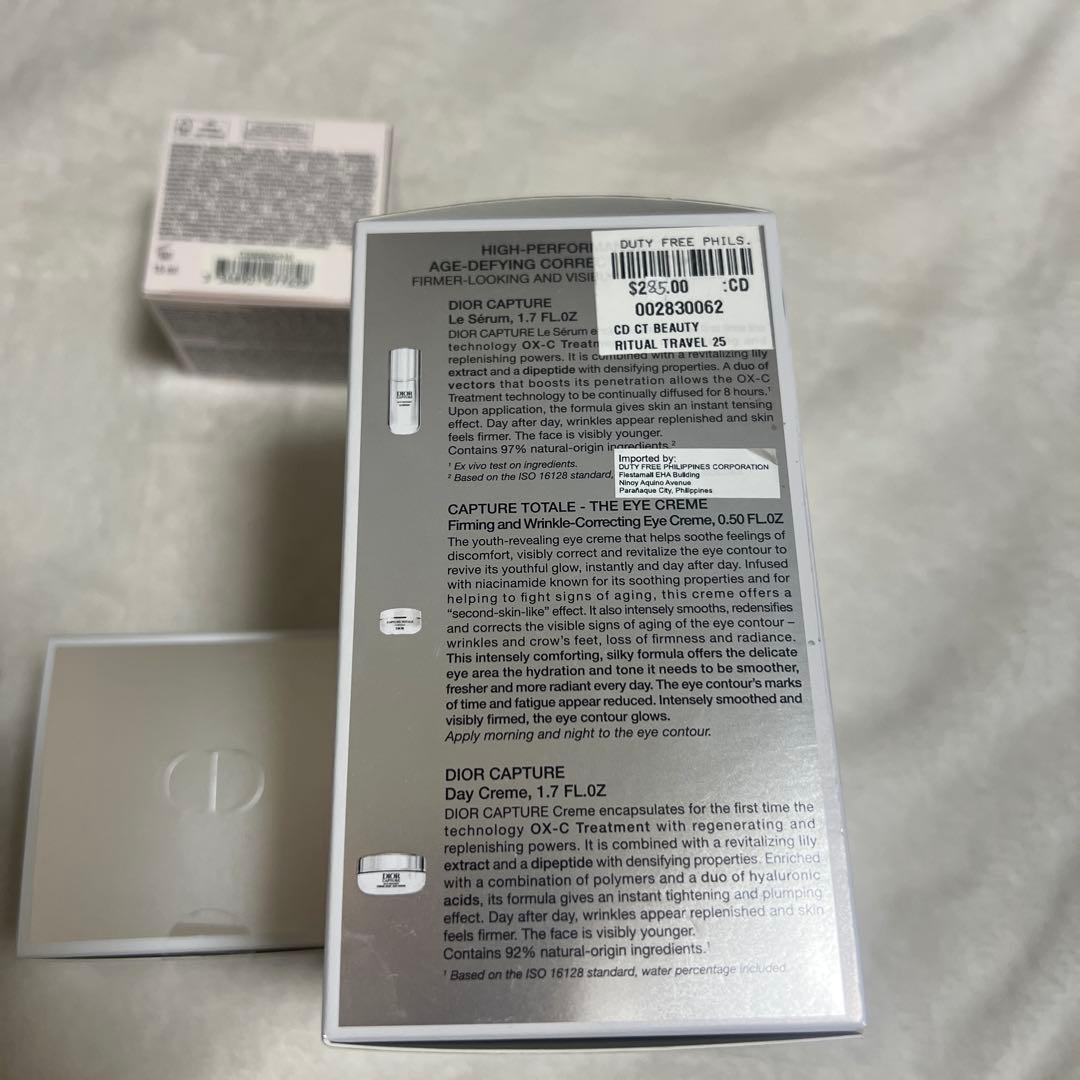 HIGH-PERFOR
AGE-DEFYING CORREC
FIRMER-LOOKING AND VISIB
DUTY FREE PHILS.
$285.00 :CD
002830062
CD CT BEAUTY
RITUAL TRAVEL 25
DIOR CAPTURE
Le Sérum, 1.7 FL.OZ
DIOR CAPTURE Le Sérum e
technology OX-C Treatm
replenishing powers. It is combined with a revitalizing lily
extract and a dipeptide with densifying properties. A duo of
vectors that boosts its penetration allows the OX-C
Treatment technology to be continually diffused for 8 hours.¹
Upon application, the formula gives skin an instant tensing
effect. Day after day, wrinkles appear replenished and skin
feels firmer. The face is visibly younger.
Contains 97% natural-origin ingredients.²
¹ Ex vivo test on ingredients.
² Based on the ISO 16128 standard,
Imported by:
DUTY FREE PHILIPPINES CORPORATION
Fiestamall EHA Building
Ninoy Aquino Avenue
Parañaque City, Philippines
CAPTURE TOTALE - THE EYE CREME
Firming and Wrinkle-Correcting Eye Creme, 0.50 FL.OZ
The youth-revealing eye creme that helps soothe feelings of
discomfort, visibly correct and revitalize the eye contour to
revive its youthful glow, instantly and day after day. Infused
with niacinamide known for its soothing properties and for
helping to fight signs of aging, this creme offers a
“second-skin-like” effect. It also intensely smooths, redensifies
and corrects the visible signs of aging of the eye contour –
wrinkles and crow's feet, loss of firmness and radiance.
This intensely comforting, silky formula offers the delicate
eye area the hydration and tone it needs to be smoother,
fresher and more radiant every day. The eye contour's marks
of time and fatigue appear reduced. Intensely smoothed and
visibly firmed, the eye contour glows.
Apply morning and night to the eye contour.
DIOR CAPTURE
Day Creme, 1.7 FL.OZ
DIOR CAPTURE Creme encapsulates for the first time the
technology OX-C Treatment with regenerating and
replenishing powers. It is combined with a revitalizing lily
extract and a dipeptide with densifying properties. Enriched
with a combination of polymers and a duo of hyaluronic
acids, its formula gives an instant tightening and plumping
effect. Day after day, wrinkles appear replenished and skin
feels firmer. The face is visibly younger.
Contains 92% natural-origin ingredients.¹
¹ Based on the ISO 16128 standard, water percentage included.
DIOR
CAPTURE
CAPTURE TOTALE
DIOR
DIOR
CAPTURE
CD